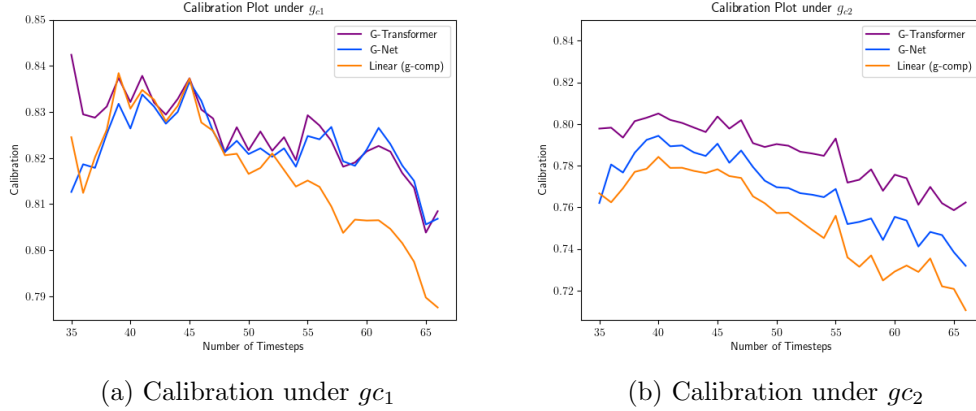 Calibration Plot under g_{c1}
0.85
0.84
0.83
0.82
0.81
0.80
0.79
Calibration
35 40 45 50 55 60 65
Number of Timesteps
G-Transformer
G-Net
Linear (g-comp)
(a) Calibration under gc₁
Calibration Plot under g_{c2}
0.84
0.82
0.80
0.78
0.76
0.74
0.72
Calibration
35 40 45 50 55 60 65
Number of Timesteps
G-Transformer
G-Net
Linear (g-comp)
(b) Calibration under gc₂